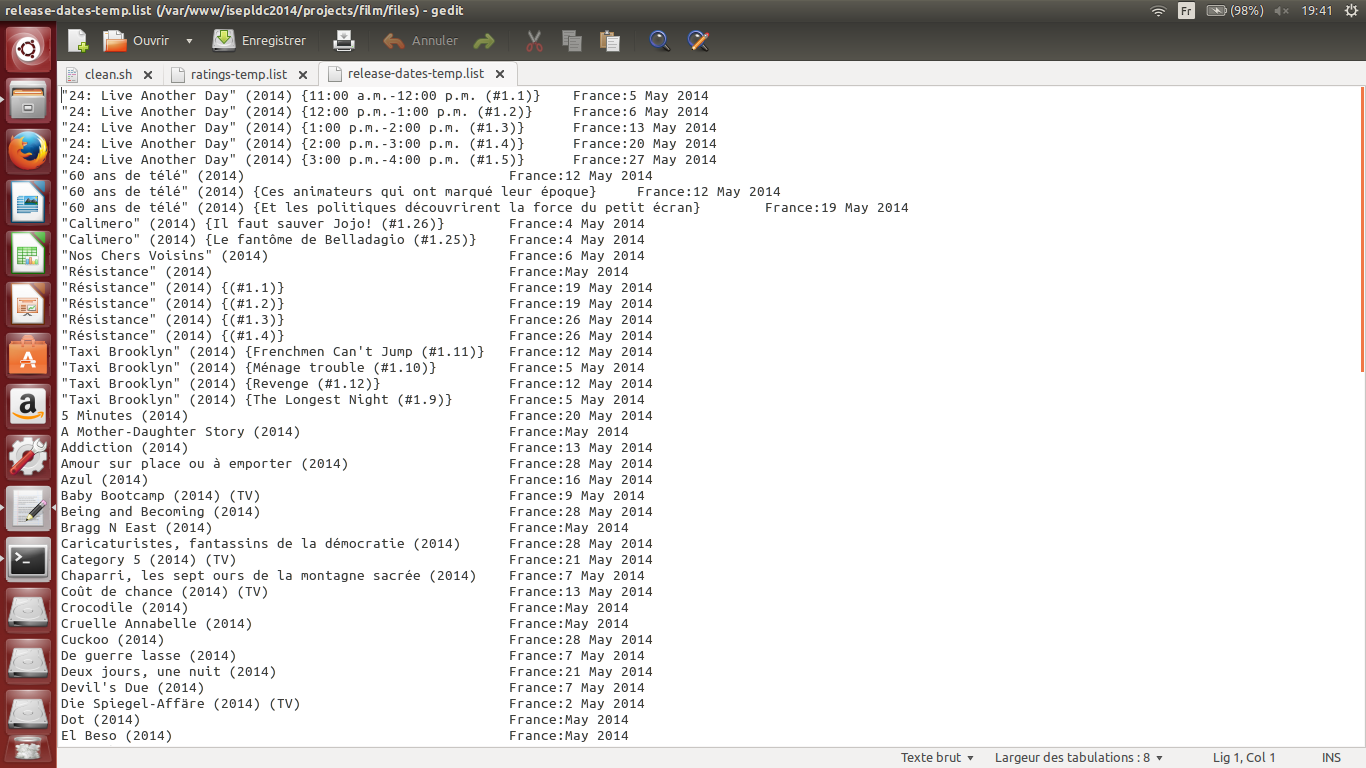 release-dates-temp.list (/var/www/isepldc2014/projects/film/files) - gedit
Fr (98%) 19:41
Ouvrir Enregistrer Annuler
clean.sh ratings-temp.list release-dates-temp.list
"24: Live Another Day" (2014) {11:00 a.m.-12:00 p.m. (#1.1)} France:5 May 2014
"24: Live Another Day" (2014) {12:00 p.m.-1:00 p.m. (#1.2)} France:6 May 2014
"24: Live Another Day" (2014) {1:00 p.m.-2:00 p.m. (#1.3)} France:13 May 2014
"24: Live Another Day" (2014) {2:00 p.m.-3:00 p.m. (#1.4)} France:20 May 2014
"24: Live Another Day" (2014) {3:00 p.m.-4:00 p.m. (#1.5)} France:27 May 2014
"60 ans de télé" (2014) France:12 May 2014
"60 ans de télé" (2014) {Ces animateurs qui ont marqué leur époque} France:12 May 2014
"60 ans de télé" (2014) {Et les politiques découvrirent la force du petit écran} France:19 May 2014
"Calimero" (2014) {Il faut sauver Jojo! (#1.26)} France:4 May 2014
"Calimero" (2014) {Le fantôme de Belladagio (#1.25)} France:4 May 2014
"Nos Chers Voisins" (2014) France:6 May 2014
"Résistance" (2014) France:May 2014
"Résistance" (2014) {(#1.1)} France:19 May 2014
"Résistance" (2014) {(#1.2)} France:19 May 2014
"Résistance" (2014) {(#1.3)} France:26 May 2014
"Résistance" (2014) {(#1.4)} France:26 May 2014
"Taxi Brooklyn" (2014) {Frenchmen Can't Jump (#1.11)} France:12 May 2014
"Taxi Brooklyn" (2014) {Ménage trouble (#1.10)} France:5 May 2014
"Taxi Brooklyn" (2014) {Revenge (#1.12)} France:12 May 2014
"Taxi Brooklyn" (2014) {The Longest Night (#1.9)} France:5 May 2014
5 Minutes (2014) France:20 May 2014
A Mother-Daughter Story (2014) France:May 2014
Addiction (2014) France:13 May 2014
Amour sur place ou à emporter (2014) France:28 May 2014
Azul (2014) France:16 May 2014
Baby Bootcamp (2014) (TV) France:9 May 2014
Being and Becoming (2014) France:28 May 2014
Bragg N East (2014) France:May 2014
Caricaturistes, fantassins de la démocratie (2014) France:28 May 2014
Category 5 (2014) (TV) France:21 May 2014
Chaparri, les sept ours de la montagne sacrée (2014) France:7 May 2014
Coût de chance (2014) (TV) France:13 May 2014
Crocodile (2014) France:May 2014
Cruelle Annabelle (2014) France:May 2014
Cuckoo (2014) France:28 May 2014
De guerre lasse (2014) France:7 May 2014
Deux jours, une nuit (2014) France:21 May 2014
Devil's Due (2014) France:7 May 2014
Die Spiegel-Affäre (2014) (TV) France:2 May 2014
Dot (2014) France:May 2014
El Beso (2014) France:May 2014
Texte brut Largeur des tabulations : 8 Lig 1, Col 1 INS